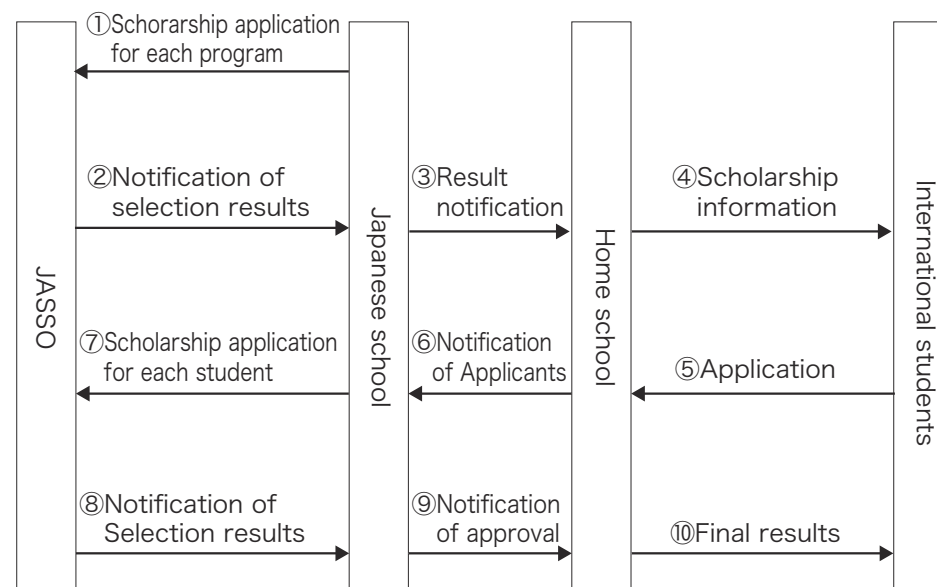 ①Schorarship application
for each program
②Notification of
selection results
③Result
notification
④Scholarship
information
JASSO
Japanese school
Home school
International students
⑦Scholarship application
for each student
⑥Notification
of Applicants
⑤Application
⑧Notification of
Selection results
⑨Notification
of approval
⑩Final results